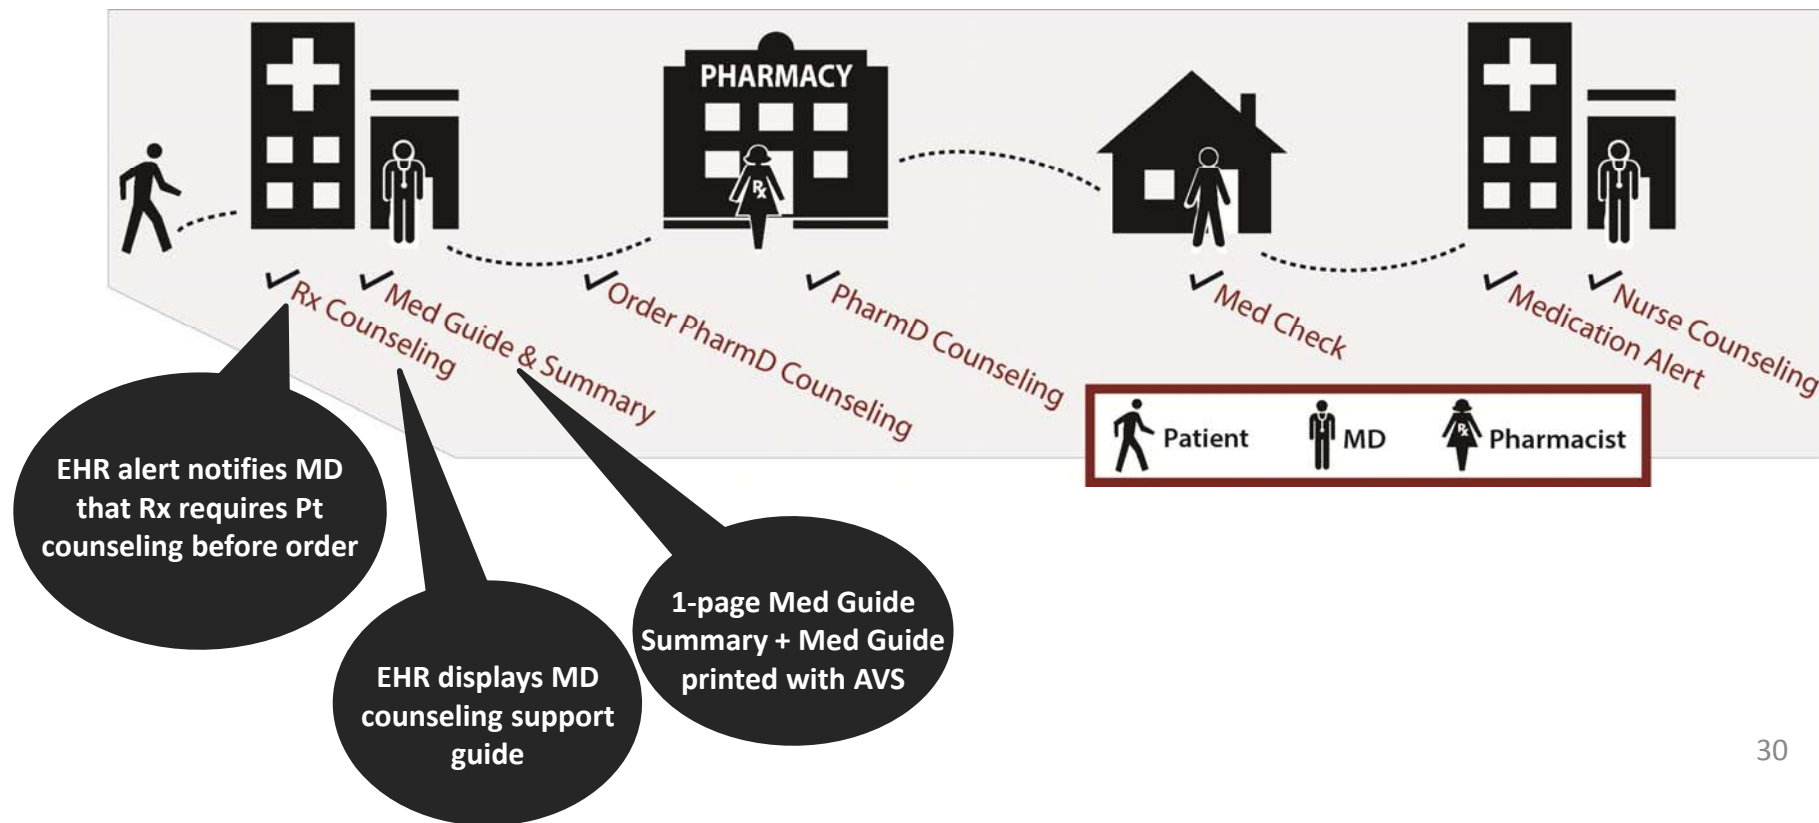 PHARMACY
Rx
Rx Counseling
Med Guide & Summary
Order PharmD Counseling
PharmD Counseling
Med Check
Medication Alert
Nurse Counseling
Patient
MD
Rx
Pharmacist
EHR alert notifies MD
that Rx requires Pt
counseling before order
EHR displays MD
counseling support
guide
1-page Med Guide
Summary + Med Guide
printed with AVS
30